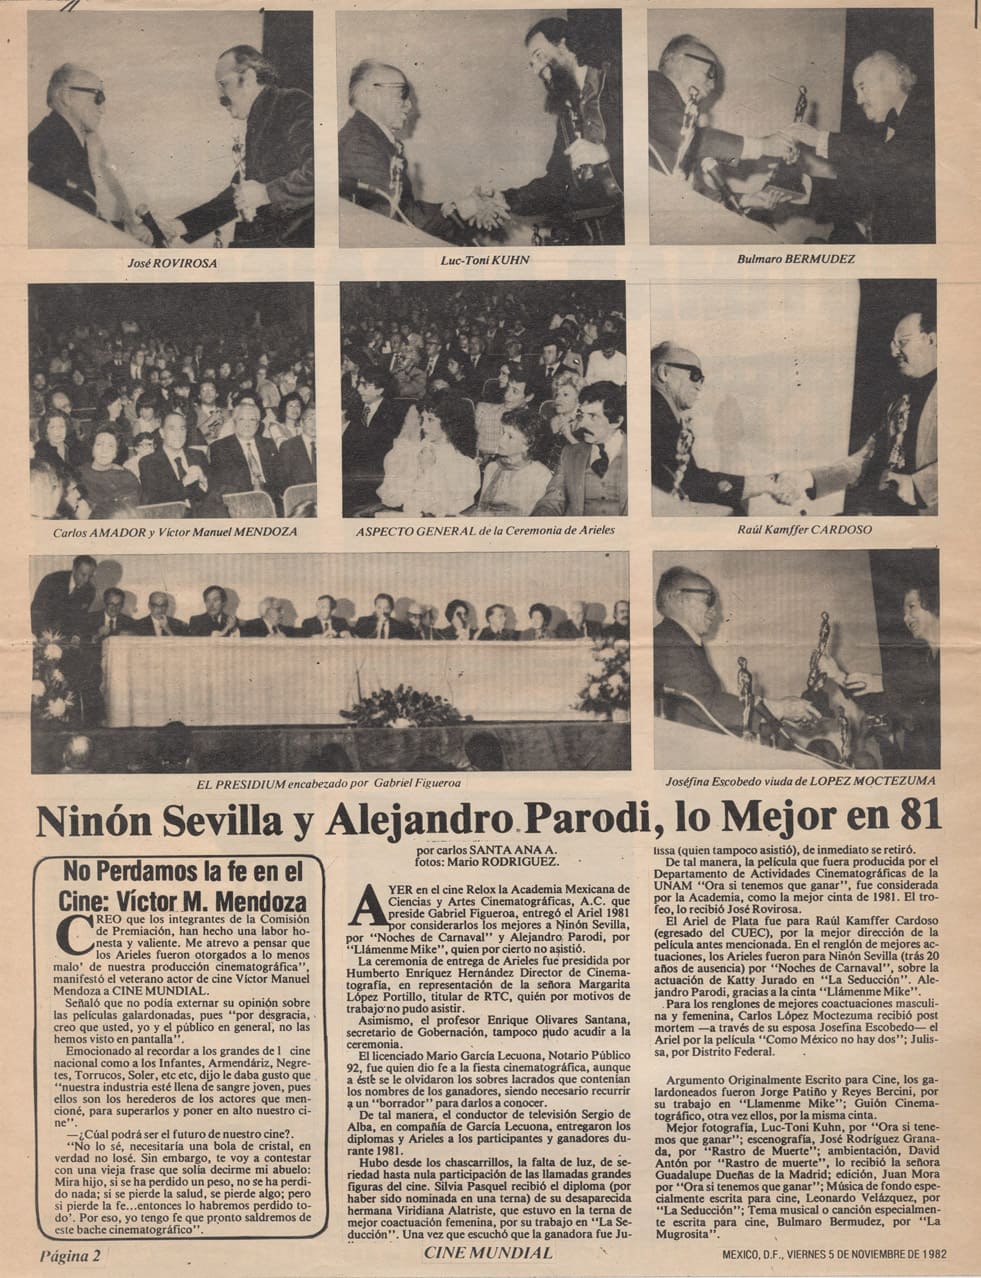 José ROVIROSA
Luc-Toni KUHN
Bulmaro BERMUDEZ
Carlos AMADOR y Víctor Manuel MENDOZA
ASPECTO GENERAL de la Ceremonia de Arieles
Raúl Kamffer CARDOSO
EL PRESIDIUM encabezado por Gabriel Figueroa
Joséfina Escobedo viuda de LOPEZ MOCTEZUMA
Ninón Sevilla y Alejandro Parodi, lo Mejor en 81
No Perdamos la fe en el
Cine: Víctor M. Mendoza
CREO que los integrantes de la Comisión
de Premiación, han hecho una labor ho-
nesta y valiente. Me atrevo a pensar que
los Arieles fueron otorgados a lo menos
malo' de nuestra producción cinematográfica",
manifestó el veterano actor de cine Víctor Manuel
Mendoza a CINE MUNDIAL.
Señaló que no podía externar su opinión sobre
las películas galardonadas, pues "por desgracia,
creo que usted, yo y el público en general, no las
hemos visto en pantalla".
Emocionado al recordar a los grandes de l cine
nacional como a los Infantes, Armendáriz, Negre-
tes, Torrucos, Soler, etc etc, dijo le daba gusto que
"nuestra industria esté llena de sangre joven, pues
ellos son los herederos de los actores que men-
cioné, para superarlos y poner en alto nuestro ci-
ne".
—¿Cúal podrá ser el futuro de nuestro cine?.
"No lo sé, necesitaría una bola de cristal, en
verdad no losé. Sin embargo, te voy a contestar
con una vieja frase que solía decirme mi abuelo:
Mira hijo, si se ha perdido un peso, no se ha perdi-
do nada; si se pierde la salud, se pierde algo; pero
si pierde la fe...entonces lo habremos perdido to-
do'. Por eso, yo tengo fe que pronto saldremos de
este bache cinematográfico".
por carlos SANTA ANA A.
fotos: Mario RODRIGUEZ.
AYER en el cine Relox la Academia Mexicana de
Ciencias y Artes Cinematográficas, A.C. que
preside Gabriel Figueroa, entregó el Ariel 1981
por considerarlos los mejores a Ninón Sevilla,
por "Noches de Carnaval" y Alejandro Parodi, por
"Llámenme Mike", quien por cierto no asistió.
La ceremonia de entrega de Arieles fue presidida por
Humberto Enríquez Hernández Director de Cinema-
tografía, en representación de la señora Margarita
López Portillo, titular de RTC, quién por motivos de
trabajo no pudo asistir.
Asimismo, el profesor Enrique Olivares Santana,
secretario de Gobernación, tampoco pudo acudir a la
ceremonia.
El licenciado Mario García Lecuona, Notario Público
92, fue quien dio fe a la fiesta cinematográfica, aunque
a éste se le olvidaron los sobres lacrados que contenían
los nombres de los ganadores, siendo necesario recurrir
a un "borrador" para darlos a conocer.
De tal manera, el conductor de televisión Sergio de
Alba, en compañía de García Lecuona, entregaron los
diplomas y Arieles a los participantes y ganadores du-
rante 1981.
Hubo desde los chascarrillos, la falta de luz, de se-
riedad hasta nula participación de las llamadas grandes
figuras del cine. Silvia Pasquel recibió el diploma (por
haber sido nominada en una terna) de su desaparecida
hermana Viridiana Alatriste, que estuvo en la terna de
mejor coactuación femenina, por su trabajo en "La Se-
ducción". Una vez que escuchó que la ganadora fue Ju-
lissa (quien tampoco asistió), de inmediato se retiró.
De tal manera, la película que fuera producida por el
Departamento de Actividades Cinematográficas de la
UNAM "Ora si tenemos que ganar", fue considerada
por la Academia, como la mejor cinta de 1981. El tro-
feo, lo recibió José Rovirosa.
El Ariel de Plata fue para Raúl Kamffer Cardoso
(egresado del CUEC), por la mejor dirección de la
película antes mencionada. En el renglón de mejores ac-
tuaciones, los Arieles fueron para Ninón Sevilla (trás 20
años de ausencia) por "Noches de Carnaval", sobre la
actuación de Katty Jurado en "La Seducción". Ale-
jandro Parodi, gracias a la cinta "Llámenme Mike".
Para los renglones de mejores coactuaciones masculi-
na y femenina, Carlos López Moctezuma recibió post
mortem —a través de su esposa Josefina Escobedo— el
Ariel por la película "Como México no hay dos"; Julis-
sa, por Distrito Federal.
Argumento Originalmente Escrito para Cine, los ga-
lardoneados fueron Jorge Patiño y Reyes Bercini, por
su trabajo en "Llamenme Mike"; Guión Cinema-
tográfico, otra vez ellos, por la misma cinta.
Mejor fotografía, Luc-Toni Kuhn, por "Ora si tene-
mos que ganar"; escenografía, José Rodríguez Grana-
da, por "Rastro de Muerte"; ambientación, David
Antón por "Rastro de muerte", lo recibió la señora
Guadalupe Dueñas de la Madrid; edición, Juan Mora
por "Ora si tenemos que ganar"; Música de fondo espe-
cialmente escrita para cine, Leonardo Velázquez, por
"La Seducción"; Tema musical o canción especialmen-
te escrita para cine, Bulmaro Bermudez, por "La
Mugrosita".
Página 2
CINE MUNDIAL
MEXICO, D.F., VIERNES 5 DE NOVIEMBRE DE 1982